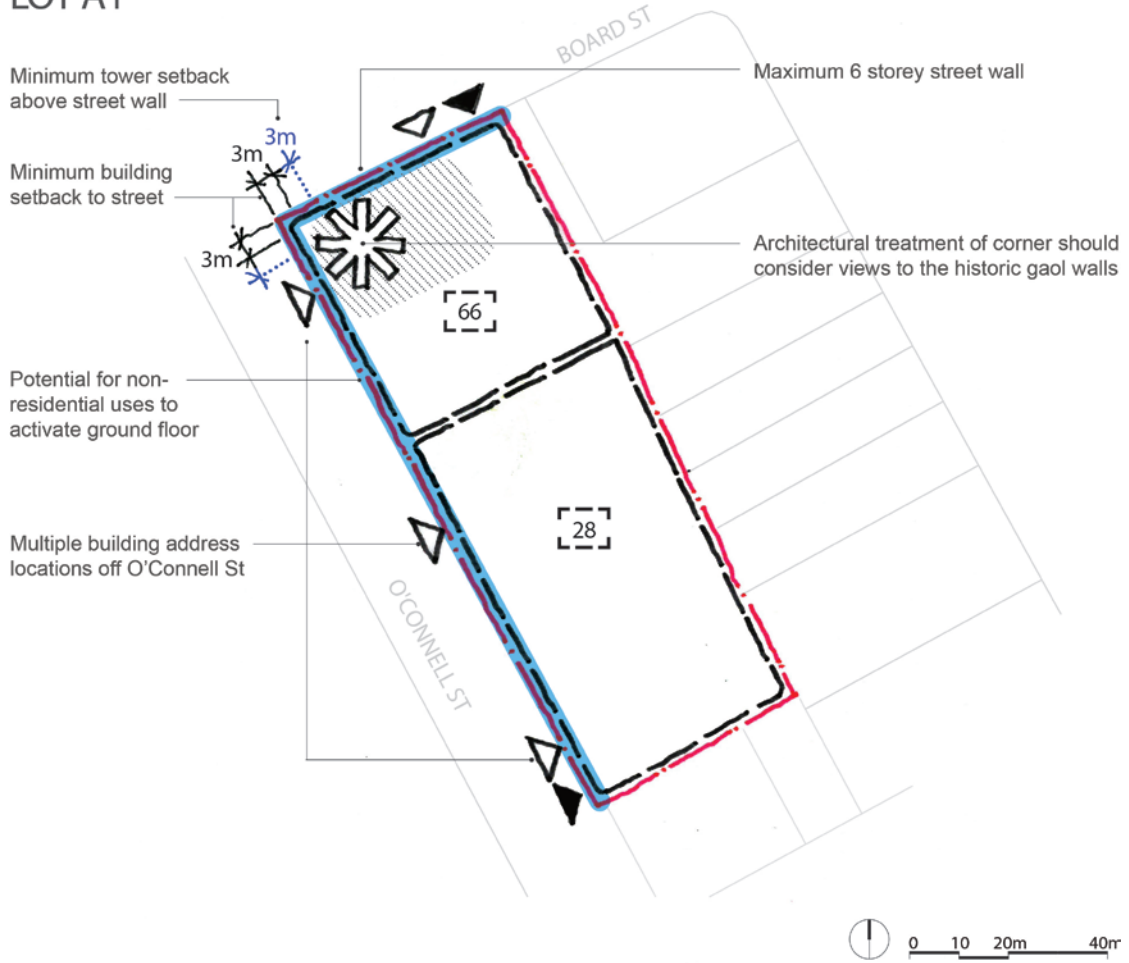 BOARD ST
Minimum tower setback
above street wall
Maximum 6 storey street wall
3m
3m
Minimum building
setback to street
3m
Architectural treatment of corner should
consider views to the historic gaol walls
66
Potential for non-
residential uses to
activate ground floor
28
Multiple building address
locations off O'Connell St
O'CONNELL ST
0 10 20m 40m